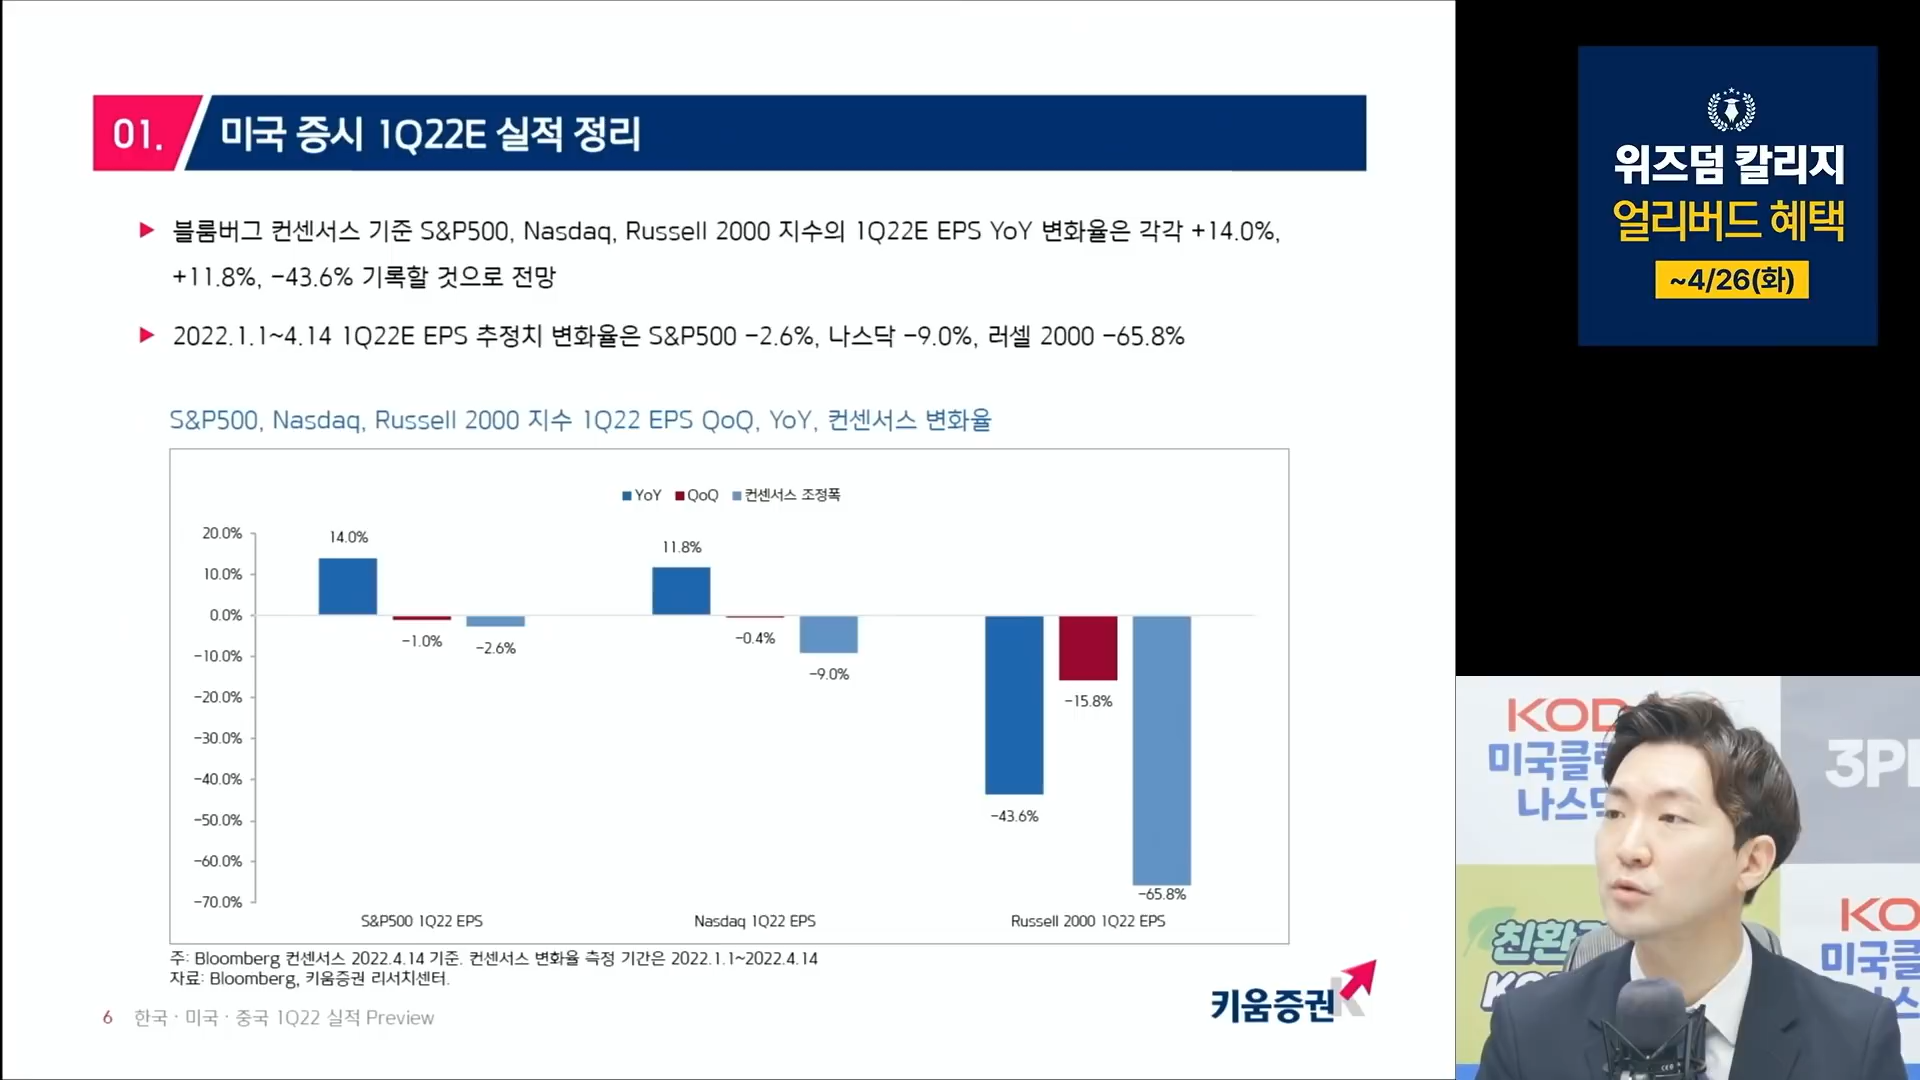 01. 미국 증시 1Q22E 실적 정리
▶ 블룸버그 컨센서스 기준 S&P500, Nasdaq, Russell 2000 지수의 1Q22E EPS YoY 변화율은 각각 +14.0%,
+11.8%, -43.6% 기록할 것으로 전망
▶ 2022.1.1~4.14 1Q22E EPS 추정치 변화율은 S&P500 -2.6%, 나스닥 -9.0%, 러셀 2000 -65.8%
S&P500, Nasdaq, Russell 2000 지수 1Q22 EPS QoQ, YoY, 컨센서스 변화율
YoY QoQ 컨센서스 조정폭
20.0%
10.0%
0.0%
-10.0%
-20.0%
-30.0%
-40.0%
-50.0%
-60.0%
-70.0%
14.0%
-1.0%
-2.6%
11.8%
-0.4%
-9.0%
-43.6%
-15.8%
-65.8%
S&P500 1Q22 EPS
Nasdaq 1Q22 EPS
Russell 2000 1Q22 EPS
주: Bloomberg 컨센서스 2022.4.14 기준. 컨센서스 변화율 측정 기간은 2022.1.1~2022.4.14
자료: Bloomberg, 키움증권 리서치센터.
6 한국 · 미국 · 중국 1Q22 실적 Preview
키움증권
위즈덤 칼리지
얼리버드 혜택
~4/26(화)
KOD
미국클
나스
3P
친환
KO
미국클